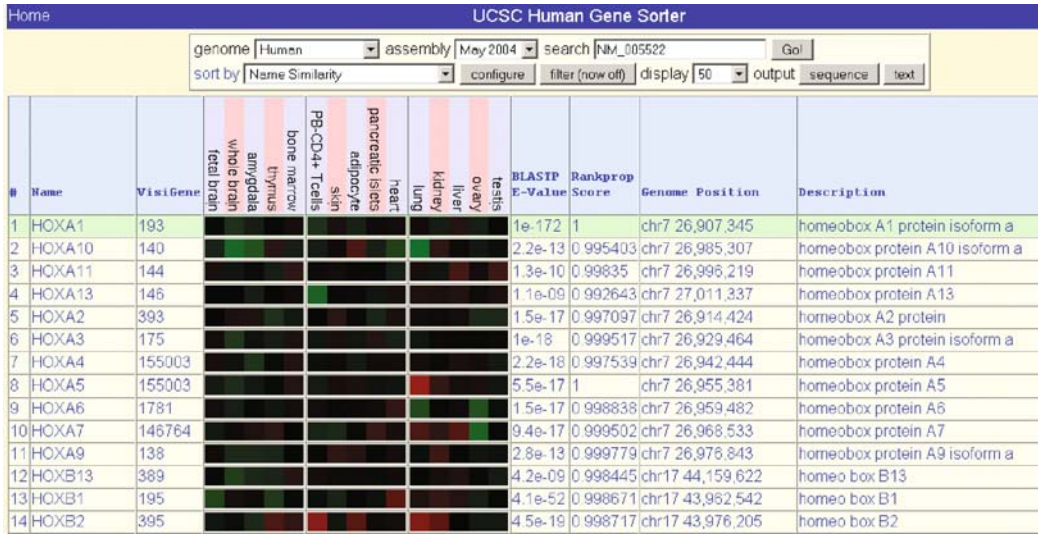 Home UCSC Human Gene Sorter
genome Human assembly May 2004 search NM_005522 Go!
sort by Name Similarity configure filter (now off) display 50 output sequence text
# Name VisiGene fetal brain whole brain amygdala thymus bone marrow PB-CD4+ Tcells skin adipocyte pancreatic islets heart lung kidney liver ovary testis BLASTP E-Value Rankprop Score Genome Position Description
1 HOXA1 193 1e-172 1 chr7 26,907,345 homeobox A1 protein isoform a
2 HOXA10 140 2.2e-13 0.995403 chr7 26,985,307 homeobox protein A10 isoform a
3 HOXA11 144 1.3e-10 0.99835 chr7 26,996,219 homeobox protein A11
4 HOXA13 146 1.1e-09 0.992643 chr7 27,011,337 homeobox protein A13
5 HOXA2 393 1.5e-17 0.997097 chr7 26,914,424 homeobox A2 protein
6 HOXA3 175 1e-18 0.999517 chr7 26,929,464 homeobox A3 protein isoform a
7 HOXA4 155003 2.2e-18 0.997539 chr7 26,942,444 homeobox protein A4
8 HOXA5 155003 5.5e-17 1 chr7 26,955,381 homeobox protein A5
9 HOXA6 1781 1.5e-17 0.998838 chr7 26,959,482 homeobox protein A6
10 HOXA7 146764 9.4e-17 0.999502 chr7 26,968,533 homeobox protein A7
11 HOXA9 138 2.8e-13 0.999779 chr7 26,976,843 homeobox protein A9 isoform a
12 HOXB13 389 4.2e-09 0.998445 chr17 44,159,622 homeo box B13
13 HOXB1 195 4.1e-52 0.998671 chr17 43,962,542 homeo box B1
14 HOXB2 395 4.5e-19 0.998717 chr17 43,976,205 homeo box B2